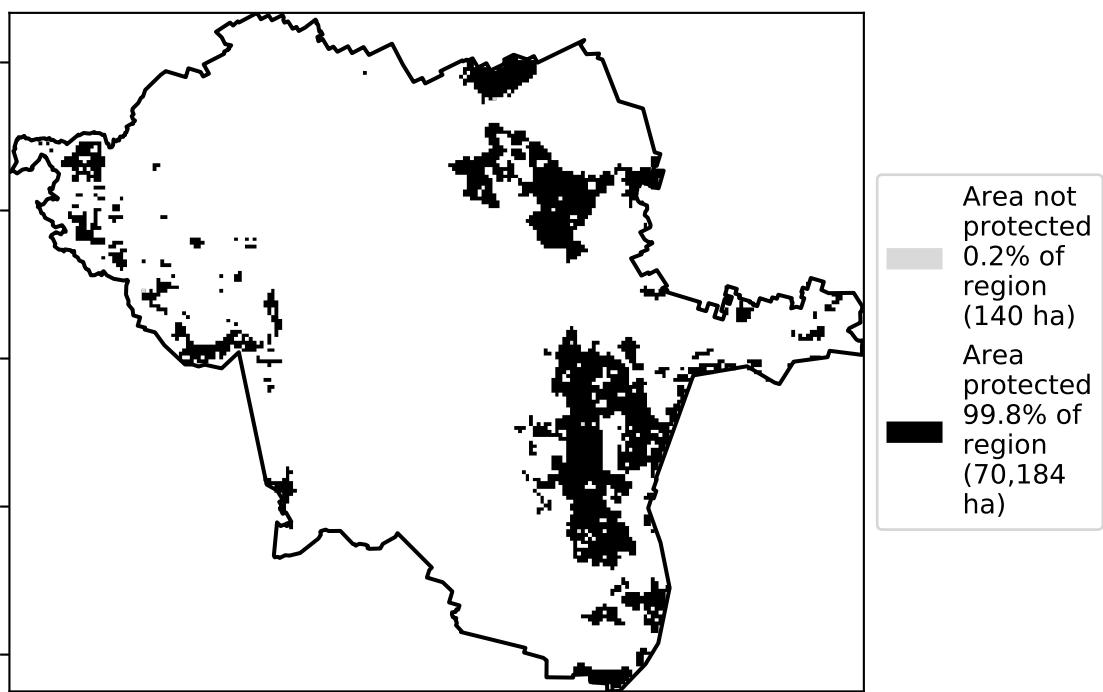 Area not
protected
0.2% of
region
(140 ha)
Area
protected
99.8% of
region
(70,184
ha)